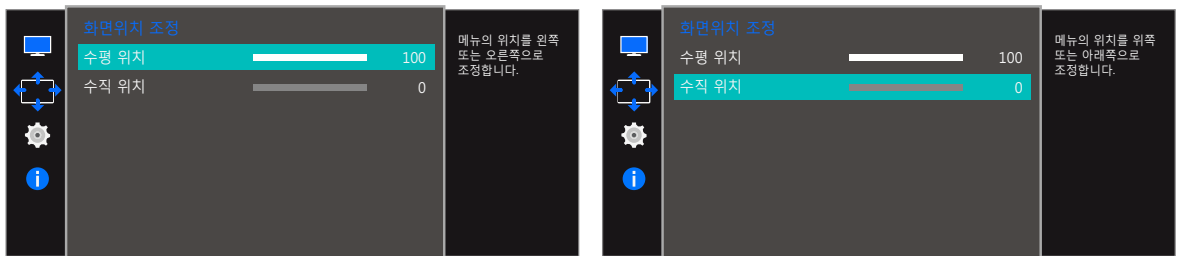 화면위치 조정
수평 위치 100
수직 위치 0
메뉴의 위치를 왼쪽
또는 오른쪽으로
조정합니다.
화면위치 조정
수평 위치 100
수직 위치 0
메뉴의 위치를 위쪽
또는 아래쪽으로
조정합니다.